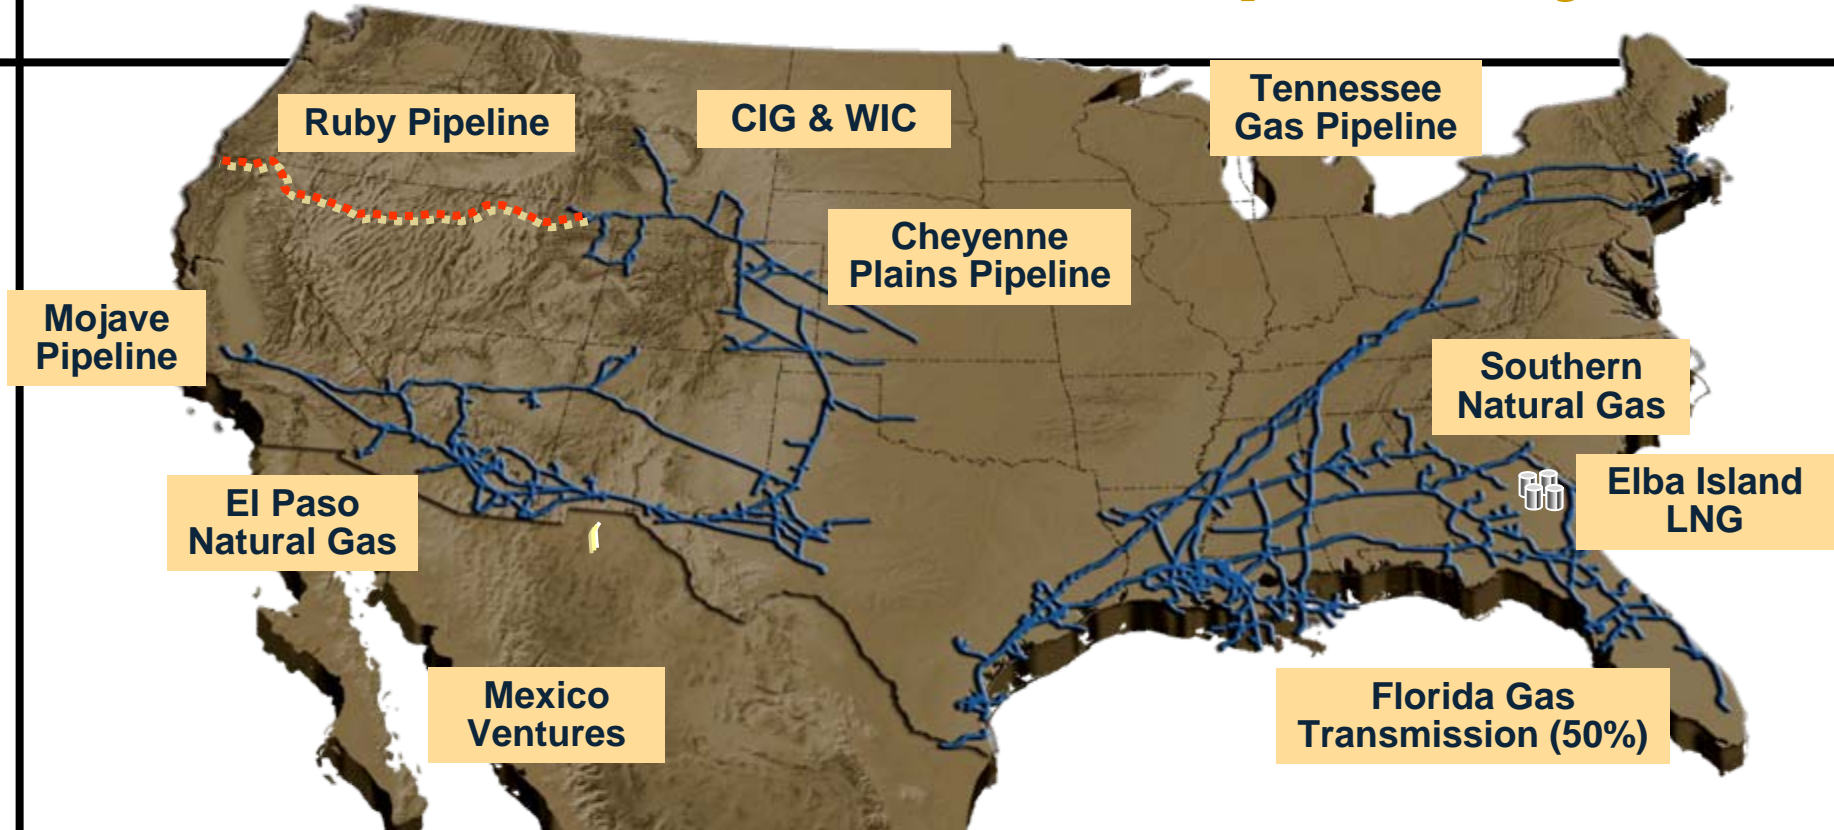 Tennessee
Gas Pipeline
Ruby Pipeline
CIG & WIC
Cheyenne
Plains Pipeline
Mojave
Pipeline
Southern
Natural Gas
El Paso
Natural Gas
Elba Island
LNG
Mexico
Ventures
Florida Gas
Transmission (50%)